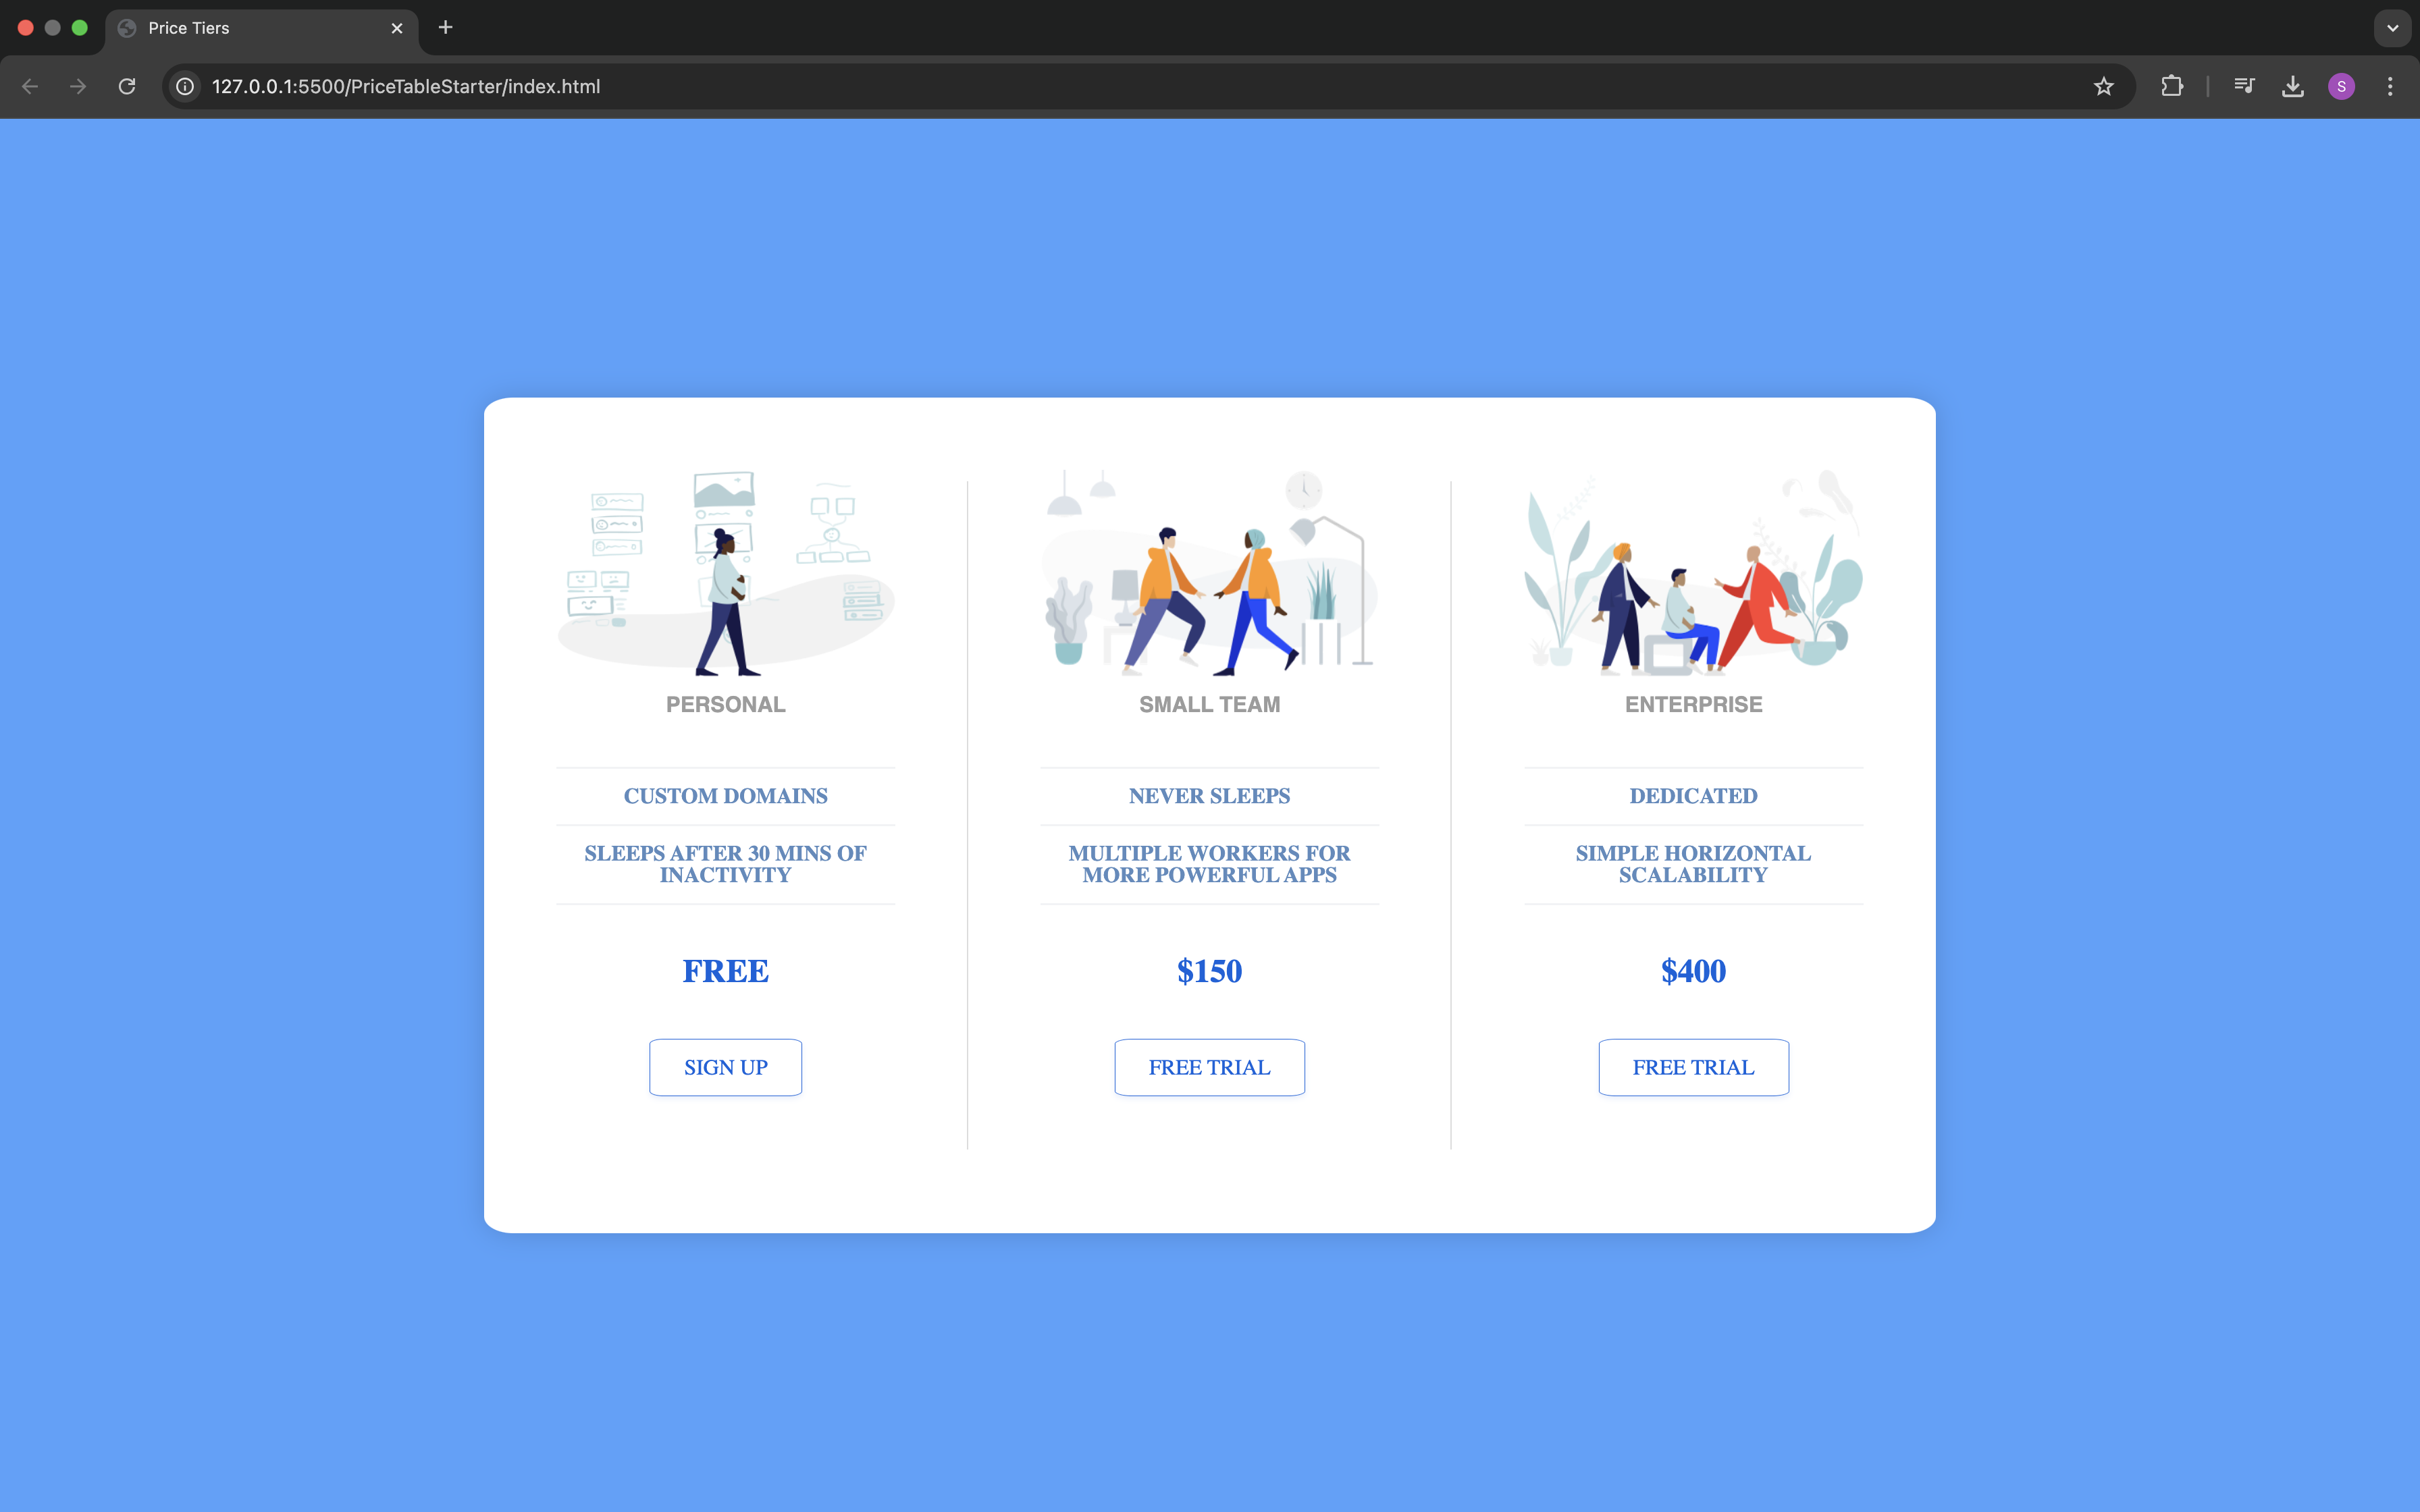 Price Tiers
127.0.0.1:5500/PriceTableStarter/index.html
S
PERSONAL
CUSTOM DOMAINS
SLEEPS AFTER 30 MINS OF
INACTIVITY
FREE
SIGN UP
SMALL TEAM
NEVER SLEEPS
MULTIPLE WORKERS FOR
MORE POWERFUL APPS
$150
FREE TRIAL
ENTERPRISE
DEDICATED
SIMPLE HORIZONTAL
SCALABILITY
$400
FREE TRIAL